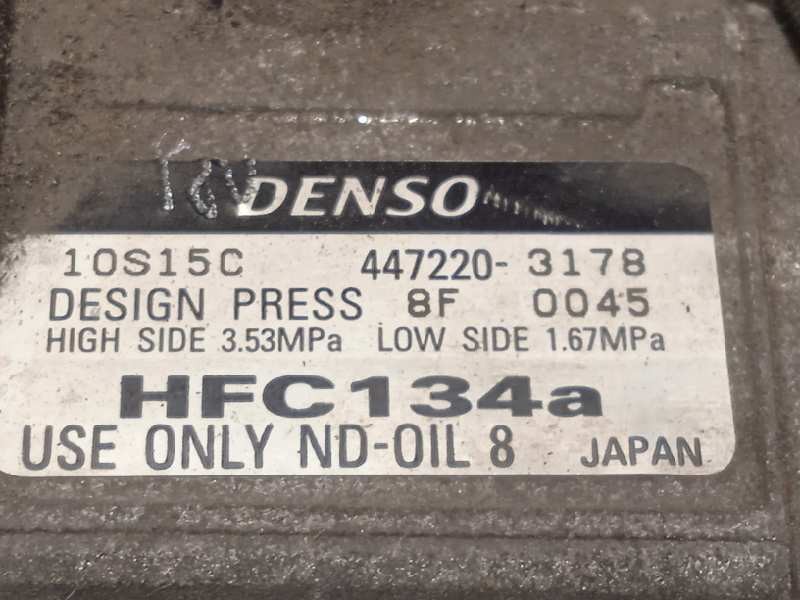 DENSO
10S15C 447220-3178
DESIGN PRESS 8F 0045
HIGH SIDE 3.53MPa LOW SIDE 1.67MPa
HFC134a
USE ONLY ND-OIL 8 JAPAN